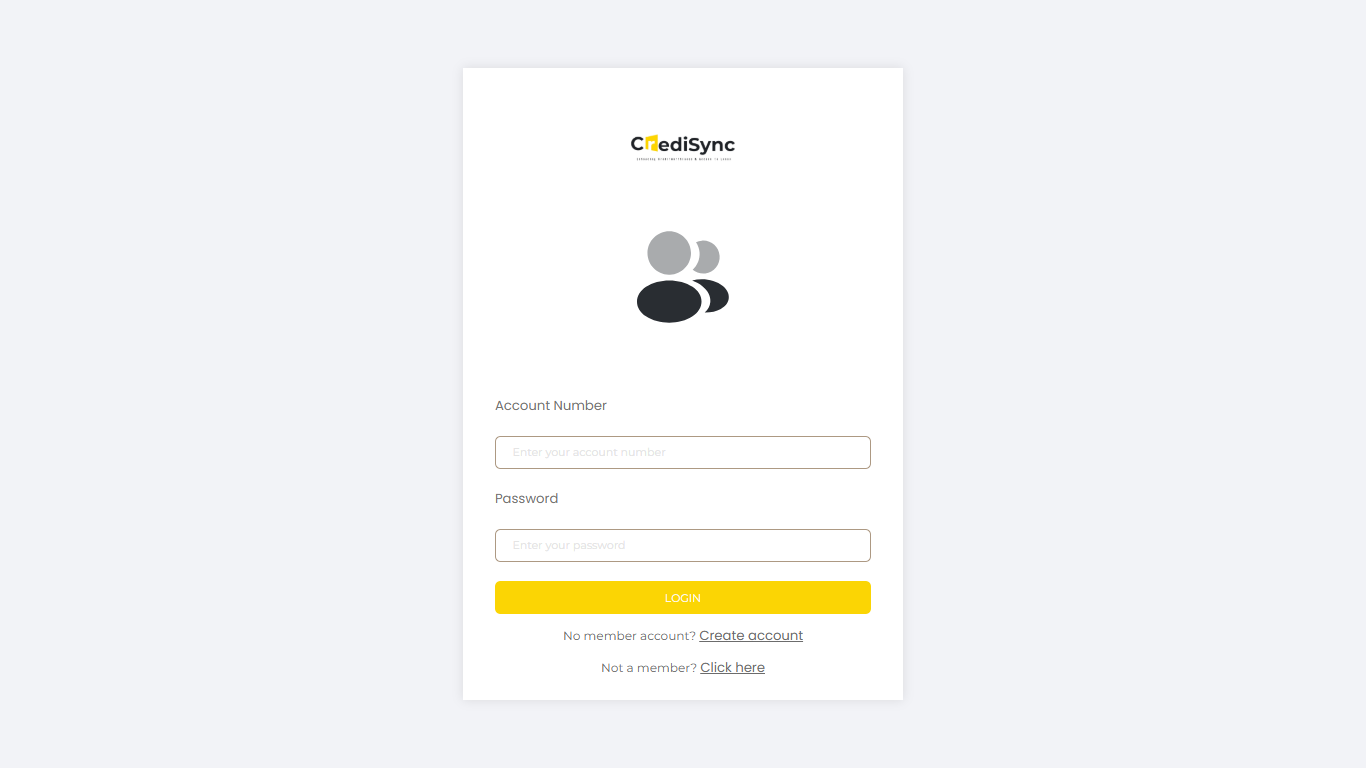 CrediSync
Account Number
Enter your account number
Password
Enter your password
LOGIN
No member account? Create account
Not a member? Click here